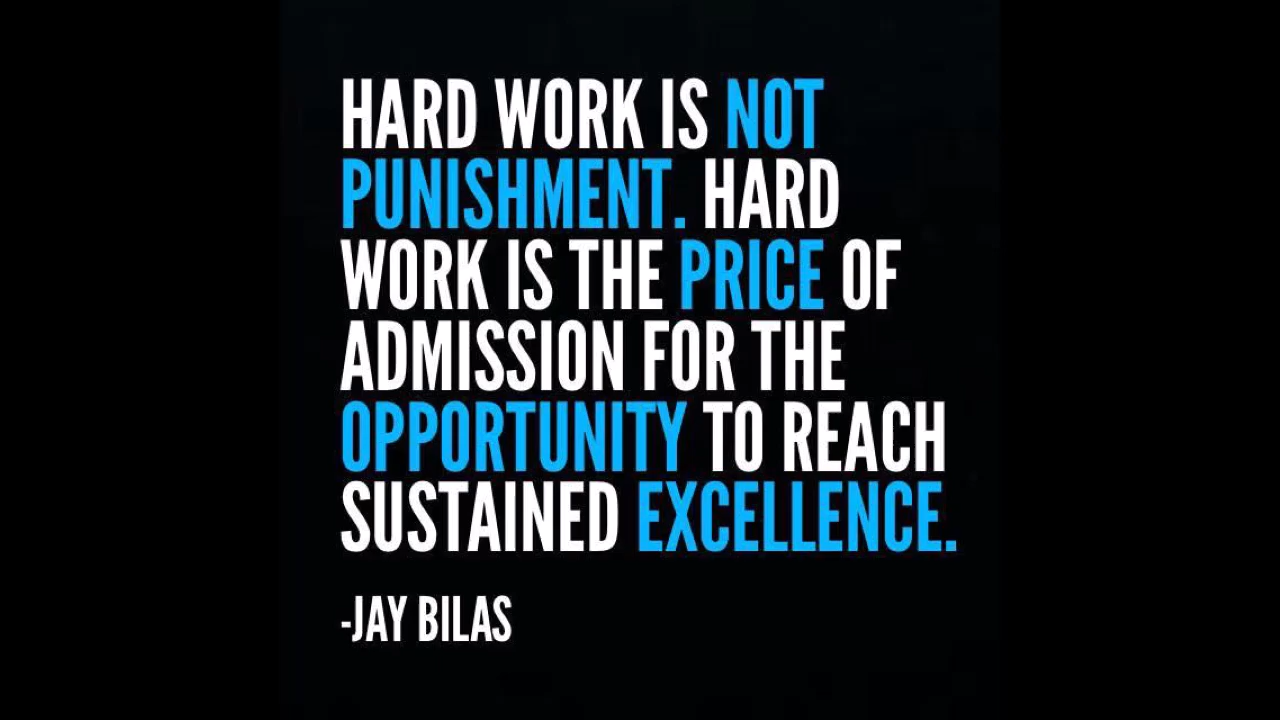 HARD WORK IS NOT
PUNISHMENT. HARD
WORK IS THE PRICE OF
ADMISSION FOR THE
OPPORTUNITY TO REACH
SUSTAINED EXCELLENCE.
-JAY BILAS